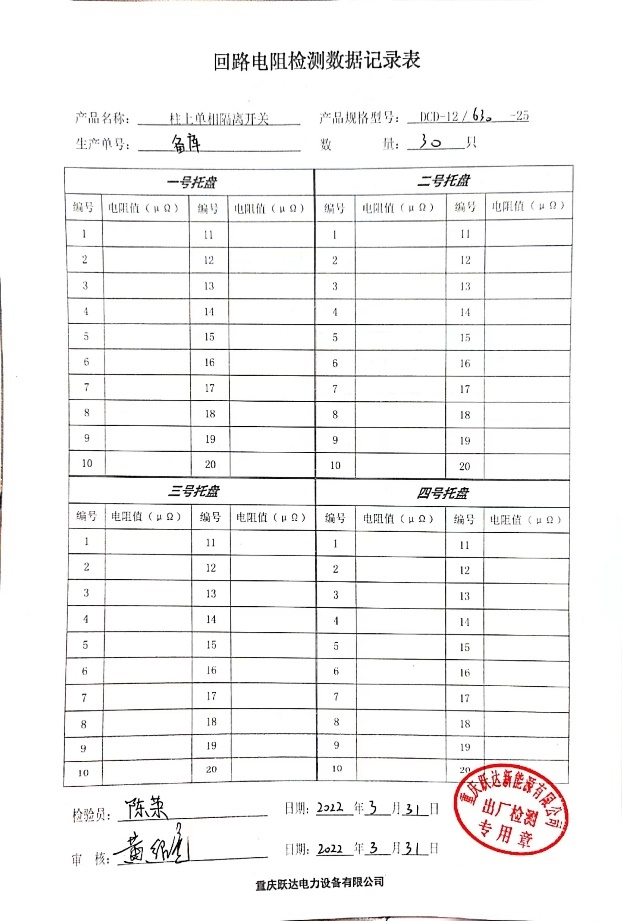 回路电阻检测数据记录表
产品名称: 柱上单相隔离开关 产品规格型号: DCD-12/630 -25
生产单号: 备库 数 量: 30 只
一号托盘 二号托盘
编号 电阻值(μΩ) 编号 电阻值(μΩ) 编号 电阻值(μΩ) 编号 电阻值(μΩ)
1 11 1 11
2 12 2 12
3 13 3 13
4 14 4 14
5 15 5 15
6 16 6 16
7 17 7 17
8 18 8 18
9 19 9 19
10 20 10 20
三号托盘 四号托盘
编号 电阻值(μΩ) 编号 电阻值(μΩ) 编号 电阻值(μΩ) 编号 电阻值(μΩ)
1 11 1 11
2 12 2 12
3 13 3 13
4 14 4 14
5 15 5 15
6 16 6 16
7 17 7 17
8 18 8 18
9 19 9 19
10 20 10 20
重庆跃达新能源有限公司
出厂检测
专用章
检验员: 陈 日期: 2022 年 3 月 31 日
审 核: 黄 日期: 2022 年 3 月 31 日
重庆跃达电力设备有限公司